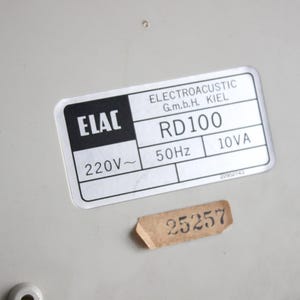 ELAC
ELECTROACUSTIC
G.m.b.H. KIEL
RD100
220V~ 50Hz 10VA
25257